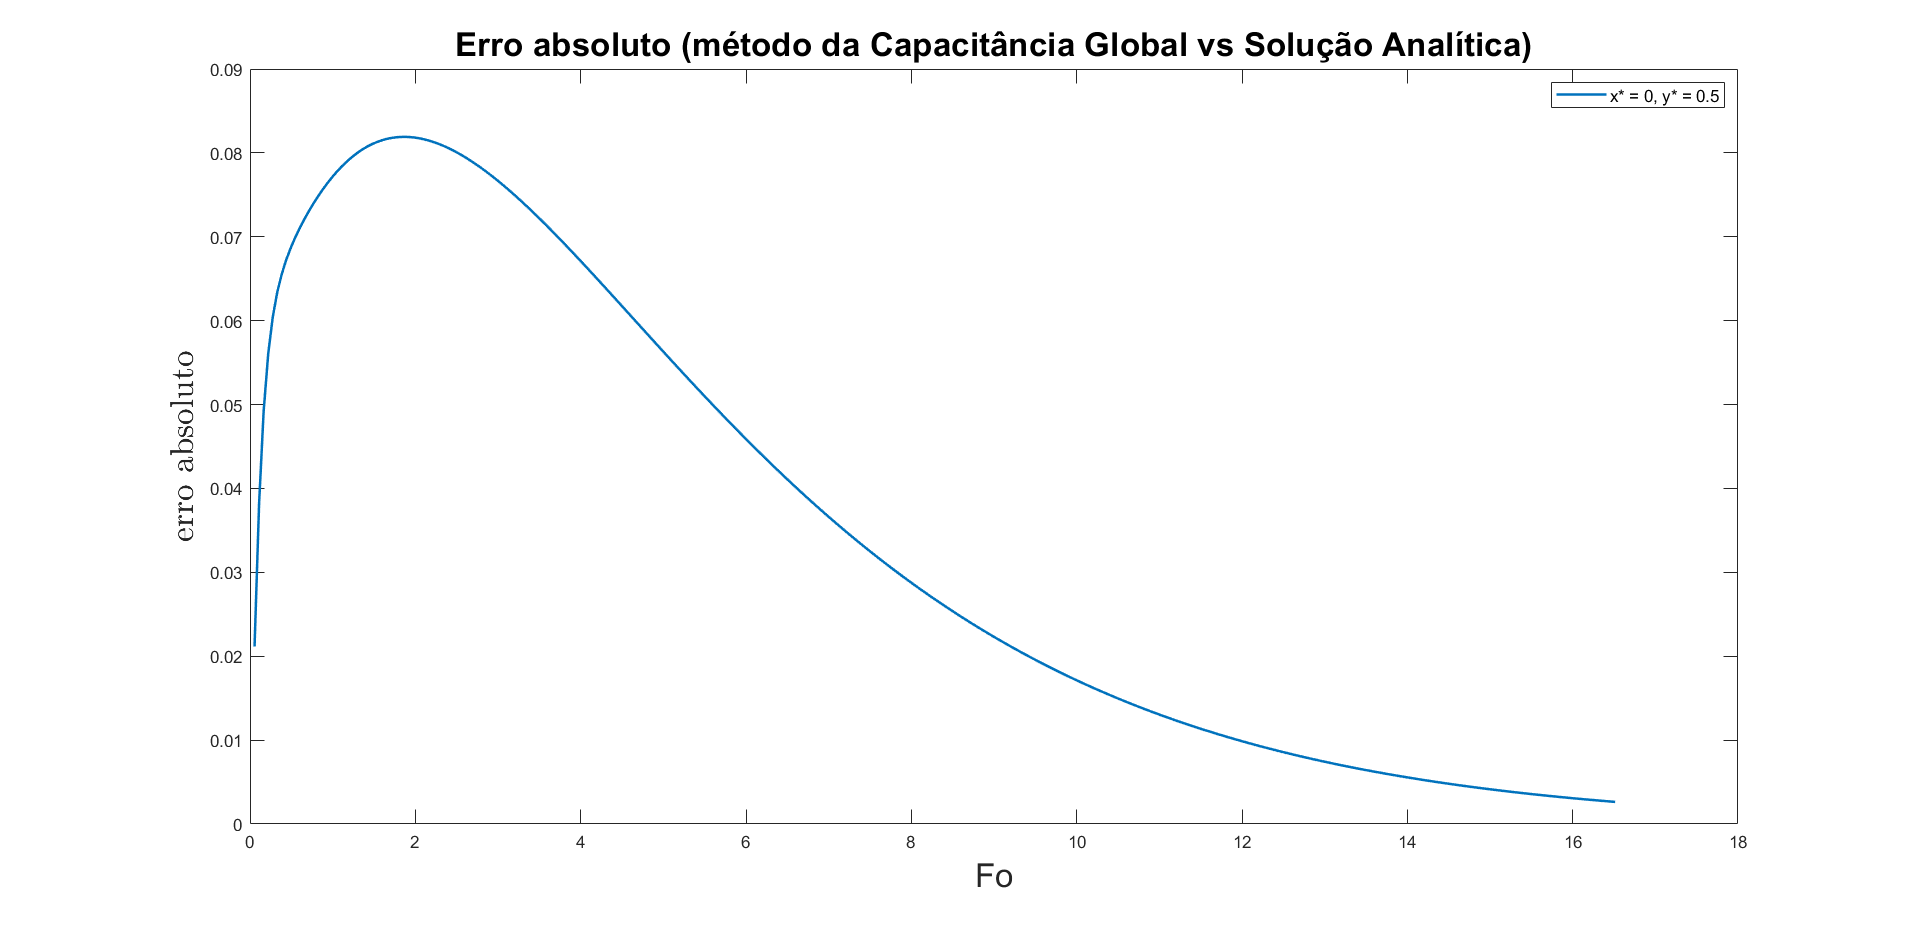 Erro absoluto (método da Capacitância Global vs Solução Analítica)
x* = 0, y* = 0.5
erro absoluto
0.09
0.08
0.07
0.06
0.05
0.04
0.03
0.02
0.01
0
0 2 4 6 8 10 12 14 16 18
Fo